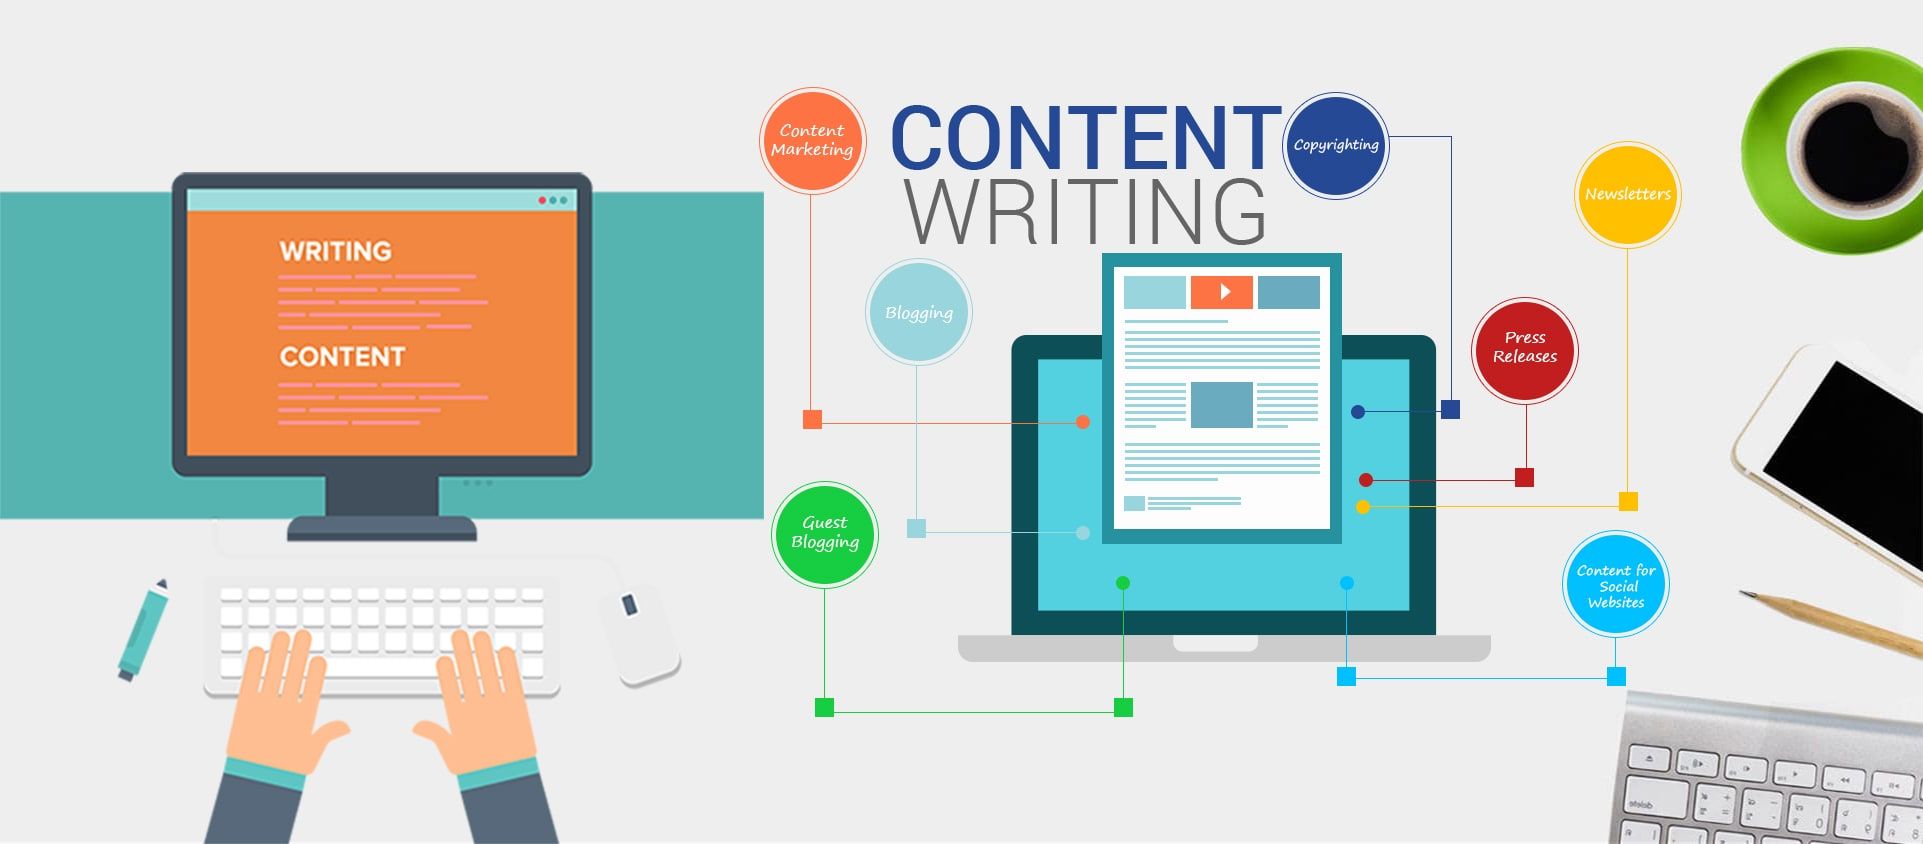 WRITING
CONTENT
Content
Marketing
CONTENT
WRITING
Copyrighting
Newsletters
Blogging
Press
Releases
Guest
Blogging
Content for
Social
Websites